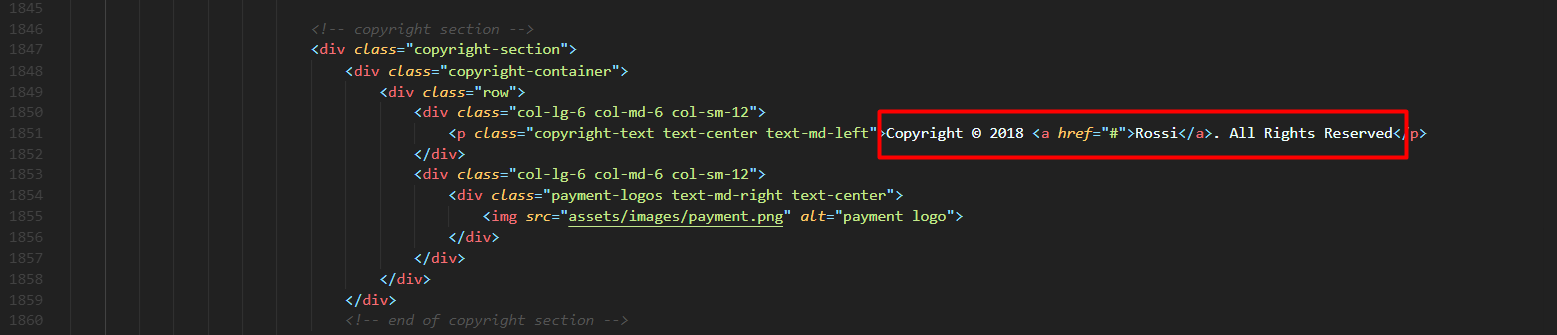 1845
1846 <!-- copyright section -->
1847 <div class="copyright-section">
1848 <div class="copyright-container">
1849 <div class="row">
1850 <div class="col-lg-6 col-md-6 col-sm-12">
1851 <p class="copyright-text text-center text-md-left">Copyright © 2018 <a href="#">Rossi</a>. All Rights Reserved</p>
1852 </div>
1853 <div class="col-lg-6 col-md-6 col-sm-12">
1854 <div class="payment-logos text-md-right text-center">
1855 <img src="assets/images/payment.png" alt="payment logo">
1856 </div>
1857 </div>
1858 </div>
1859 </div>
1860 <!-- end of copyright section -->